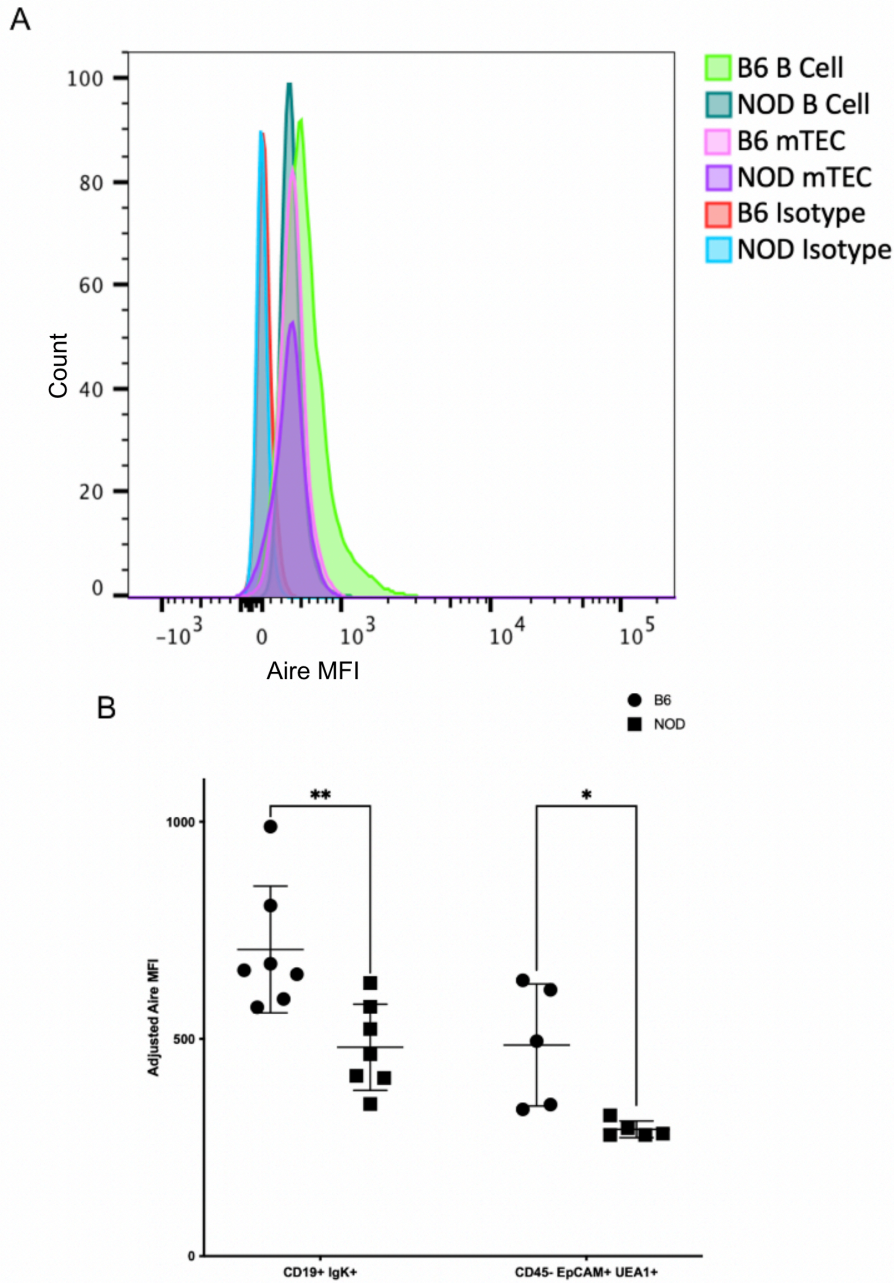 A
100
80
60
40
20
0
Count
-10³
0
10³
10⁴
10⁵
Aire MFI
B6 B Cell
NOD B Cell
B6 mTEC
NOD mTEC
B6 Isotype
NOD Isotype
B
B6
NOD
**
*
1000
500
0
Adjusted Aire MFI
CD19+ IgK+
CD45- EpCAM+ UEA1+